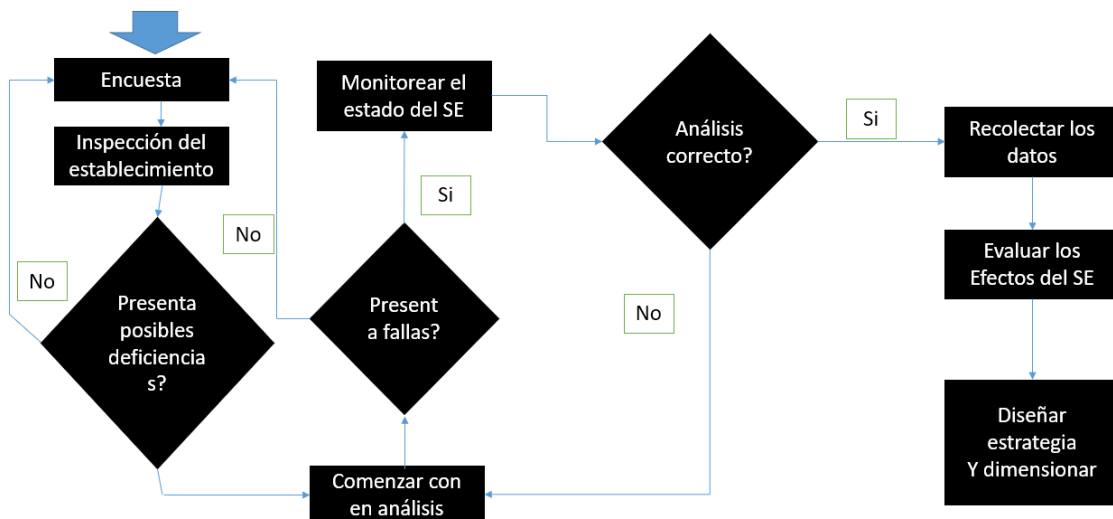 Encuesta
Inspección del
establecimiento
No
Presenta
posibles
deficiencia
s?
Comenzar con
en análisis
No
Present
a fallas?
Si
Monitorear el
estado del SE
Análisis
correcto?
No
Si
Recolectar los
datos
Evaluar los
Efectos del SE
Diseñar
estrategia
Y dimensionar